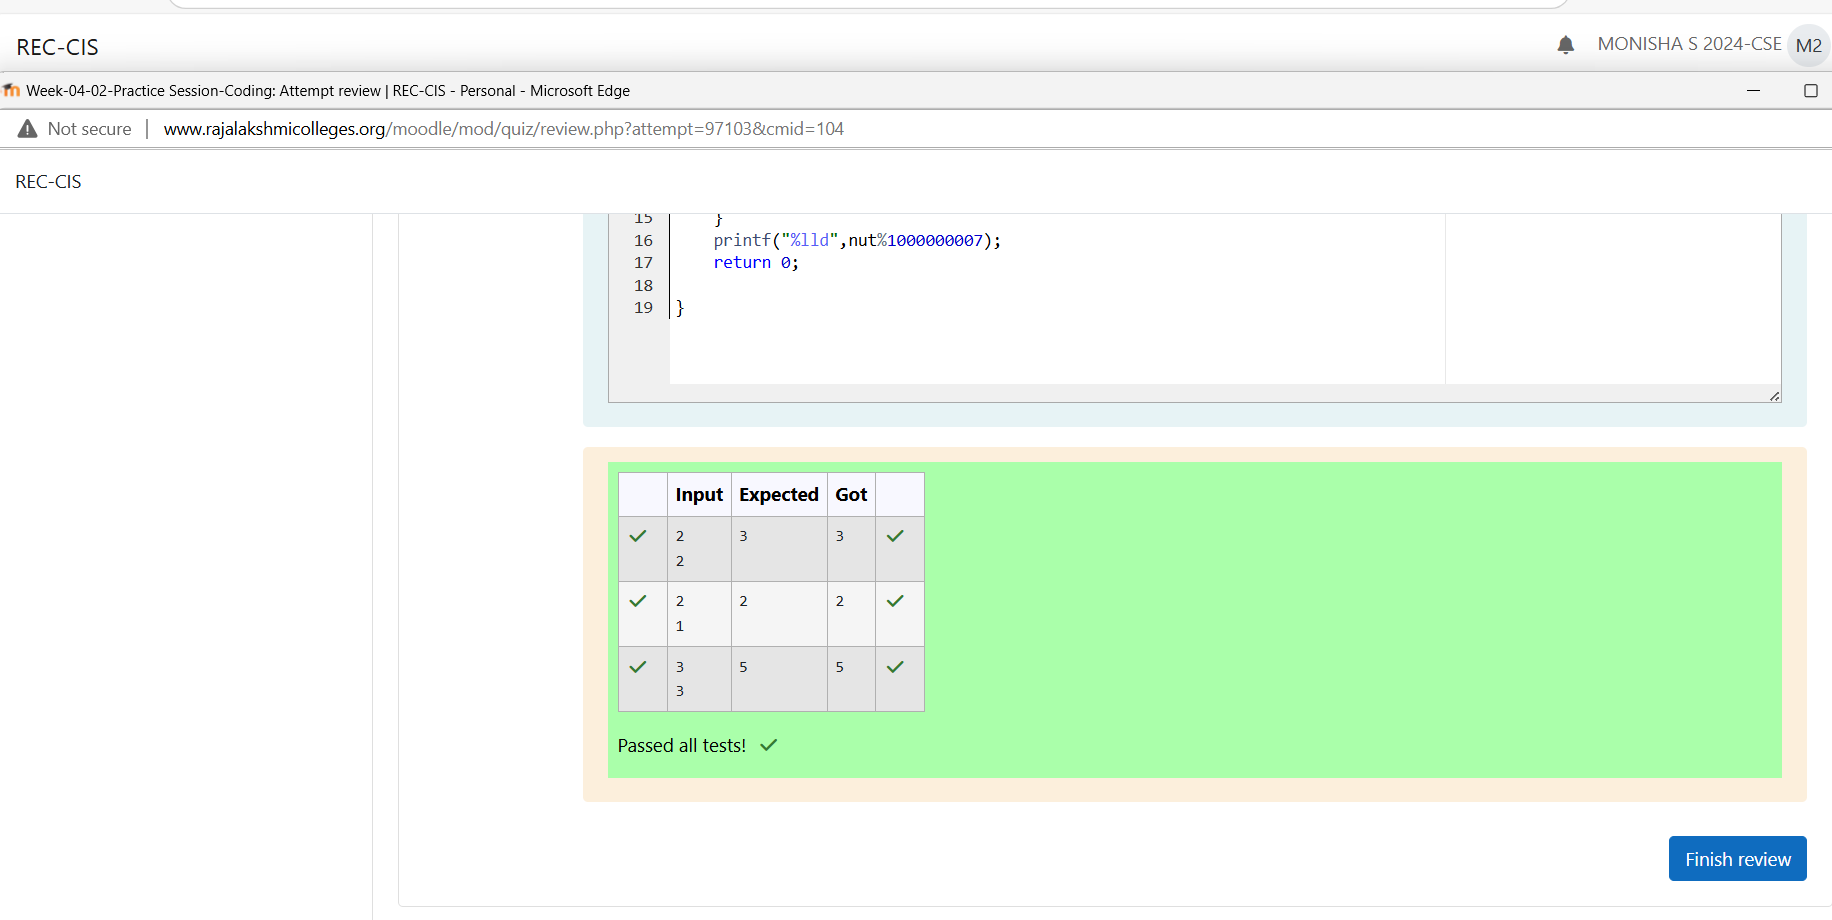 REC-CIS
MONISHA S 2024-CSE M2
Week-04-02-Practice Session-Coding: Attempt review | REC-CIS - Personal - Microsoft Edge
Not secure | www.rajalakshmicolleges.org/moodle/mod/quiz/review.php?attempt=97103&cmid=104
REC-CIS
15 }
16 printf("%lld",nut%1000000007);
17 return 0;
18
19 }
Input Expected Got
2 3 3
2
2 2 2
1
3 5 5
3
Passed all tests!
Finish review